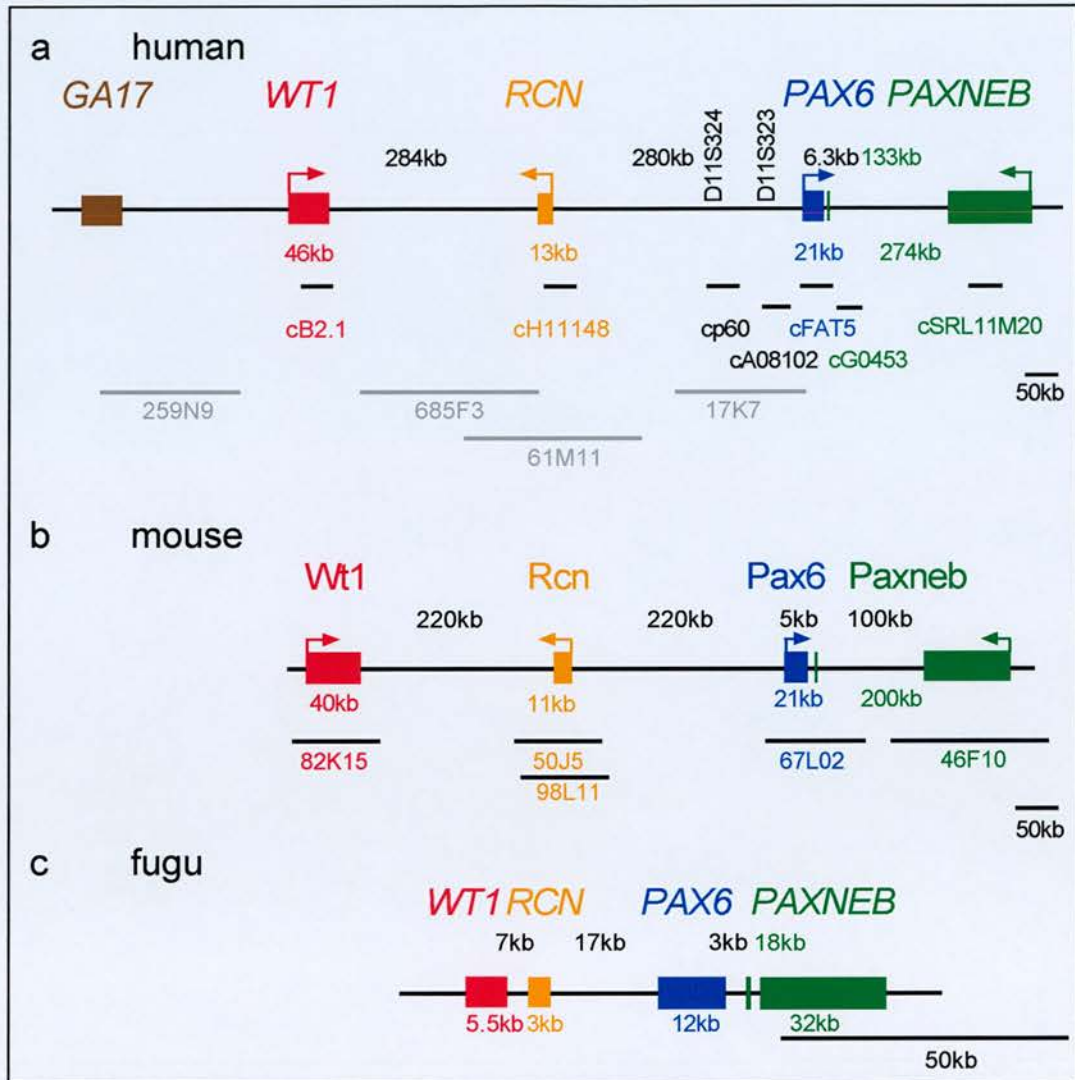 a human
GA17 WT1 RCN PAX6 PAXNEB
284kb 280kb D11S324 D11S323 6.3kb 133kb
46kb 13kb 21kb 274kb
cB2.1 cH11148 cp60 cFAT5 cSRL11M20
cA08102 cG0453
50kb
259N9 685F3 17K7
61M11
b mouse
Wt1 Rcn Pax6 Paxneb
220kb 220kb 5kb 100kb
40kb 11kb 21kb 200kb
82K15 50J5 67L02 46F10
98L11
50kb
c fugu
WT1 RCN PAX6 PAXNEB
7kb 17kb 3kb 18kb
5.5kb 3kb 12kb 32kb
50kb